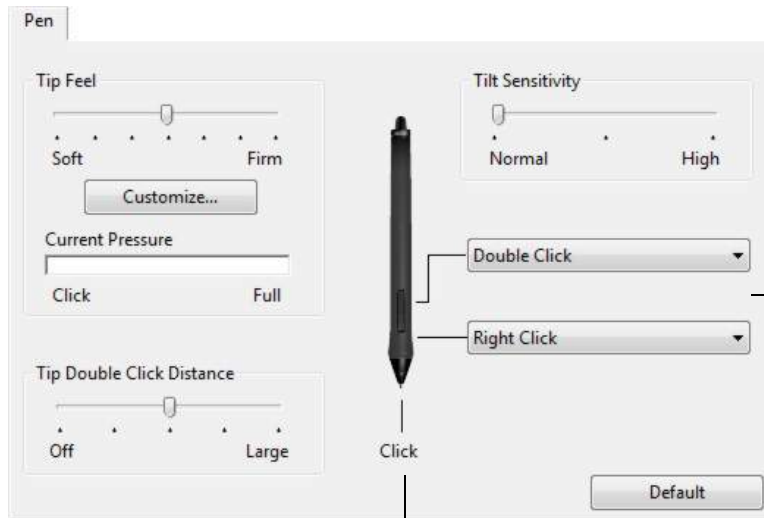 Pen
Tip Feel
Soft Firm
Customize...
Current Pressure
Click Full
Tip Double Click Distance
Off Large
Click
Tilt Sensitivity
Normal High
Double Click
Right Click
Default